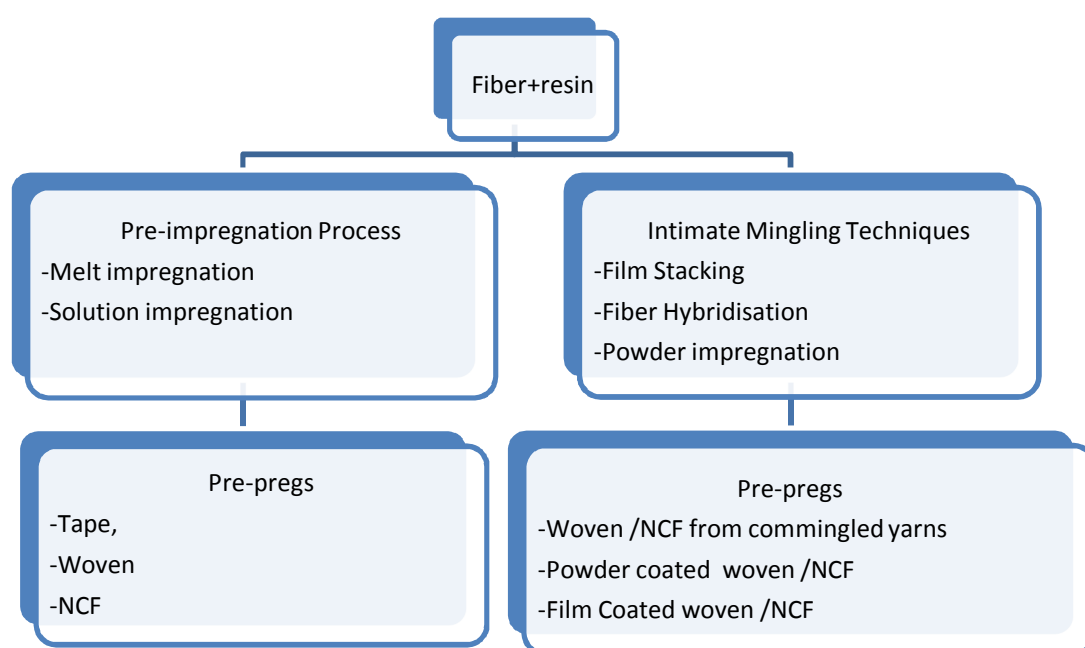 Fiber+resin
Pre-impregnation Process
-Melt impregnation
-Solution impregnation
Intimate Mingling Techniques
-Film Stacking
-Fiber Hybridisation
-Powder impregnation
Pre-pregs
-Tape,
-Woven
-NCF
Pre-pregs
-Woven /NCF from commingled yarns
-Powder coated  woven /NCF
-Film Coated woven /NCF